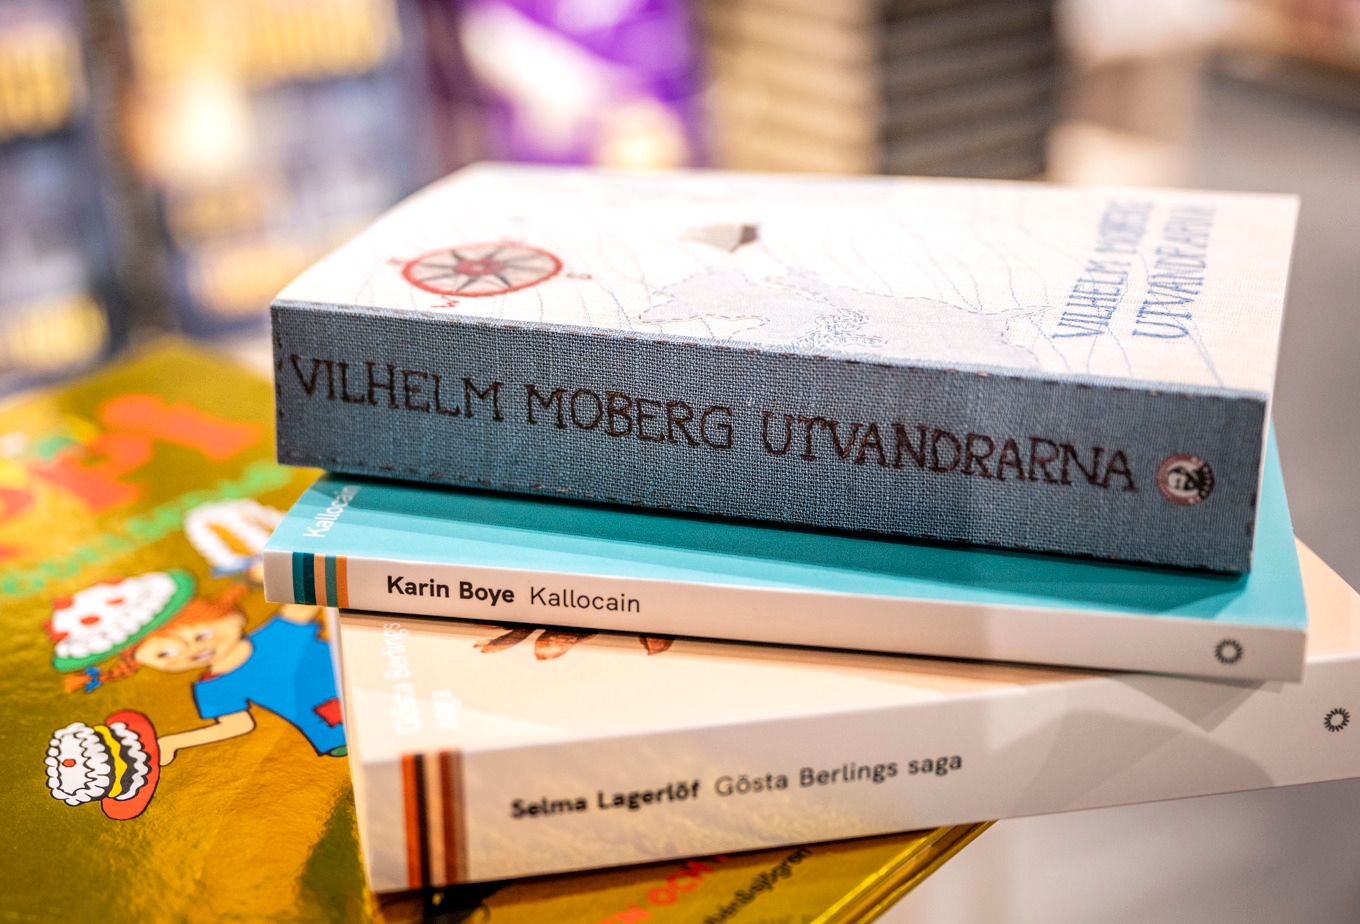 VILHELM MOBERG
UTVANDRARNA
VILHELM MOBERG UTVANDRARNA
Kallocain
Karin Boye Kallocain
Gösta Berlings
saga
Selma Lagerlöf Gösta Berlings saga